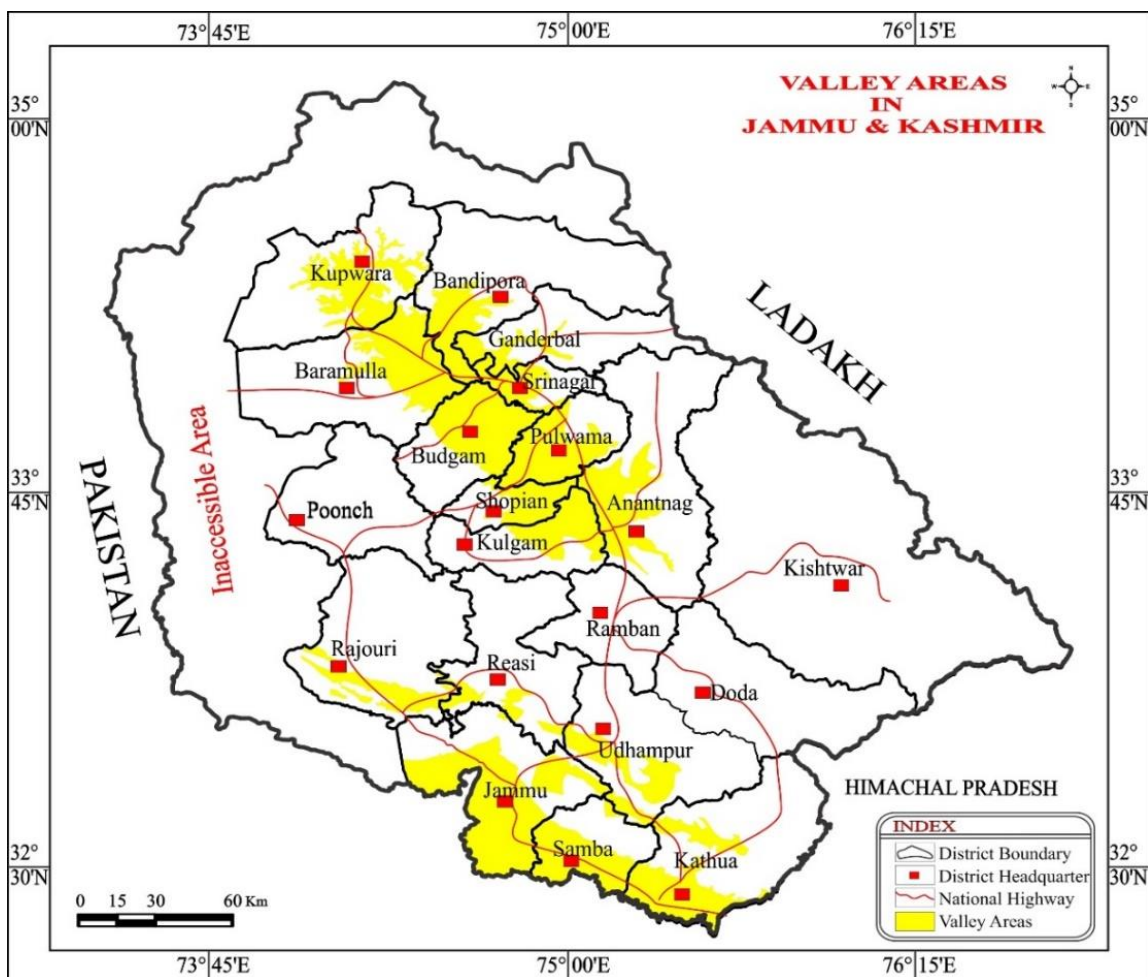 73°45'E 75°00'E 76°15'E
VALLEY AREAS
IN
JAMMU & KASHMIR
N
W E
S
35°
00'N
35°
00'N
Kupwara
Bandipora
LADAKH
Ganderbal
Baramulla
Srinagar
Inaccessible Area
PAKISTAN
Budgam
Pulwama
33°
45'N
33°
45'N
Poonch
Shopian
Anantnag
Kulgam
Kishtwar
Ramban
Rajouri
Reasi
Doda
Udhampur
Jammu
HIMACHAL PRADESH
Samba
Kathua
32°
30'N
32°
30'N
INDEX
District Boundary
District Headquarter
National Highway
Valley Areas
0 15 30 60 Km
73°45'E 75°00'E 76°15'E